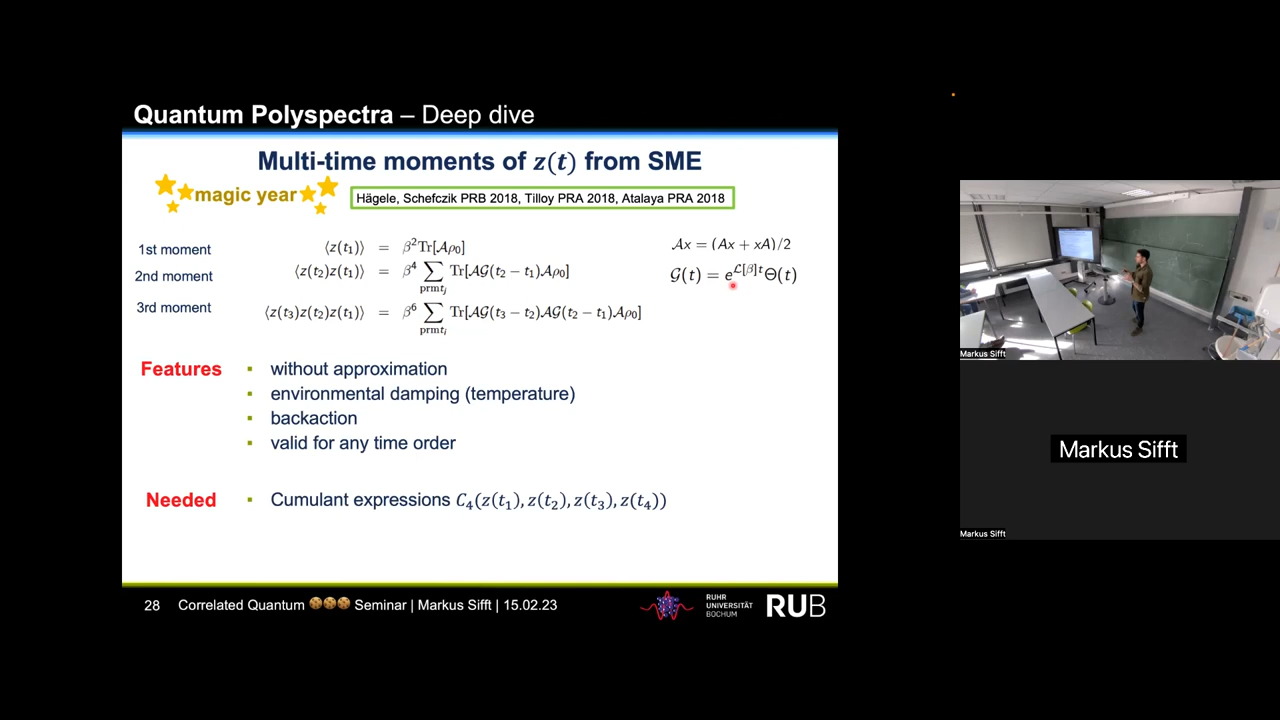 Quantum Polyspectra – Deep dive
Multi-time moments of z(t) from SME
magic year
Hägele, Schefczik PRB 2018, Tilloy PRA 2018, Atalaya PRA 2018
1st moment ⟨z(t₁)⟩ = β²Tr[𝒜ρ₀]
𝒜x = (Ax + xA)/2
2nd moment ⟨z(t₂)z(t₁)⟩ = β⁴ ∑ Tr[𝒜𝒢(t₂ − t₁)𝒜ρ₀]
prm tⱼ
𝒢(t) = e^{ℒ[β]t}Θ(t)
3rd moment ⟨z(t₃)z(t₂)z(t₁)⟩ = β⁶ ∑ Tr[𝒜𝒢(t₃ − t₂)𝒜𝒢(t₂ − t₁)𝒜ρ₀]
prm tᵢ
Features
▪ without approximation
▪ environmental damping (temperature)
▪ backaction
▪ valid for any time order
Needed ▪ Cumulant expressions C₄(z(t₁), z(t₂), z(t₃), z(t₄))
28 Correlated Quantum 🍪🍪🍪 Seminar | Markus Sifft | 15.02.23
RUHR
UNIVERSITÄT
BOCHUM
RUB
Markus Sifft
Markus Sifft
Markus Sifft